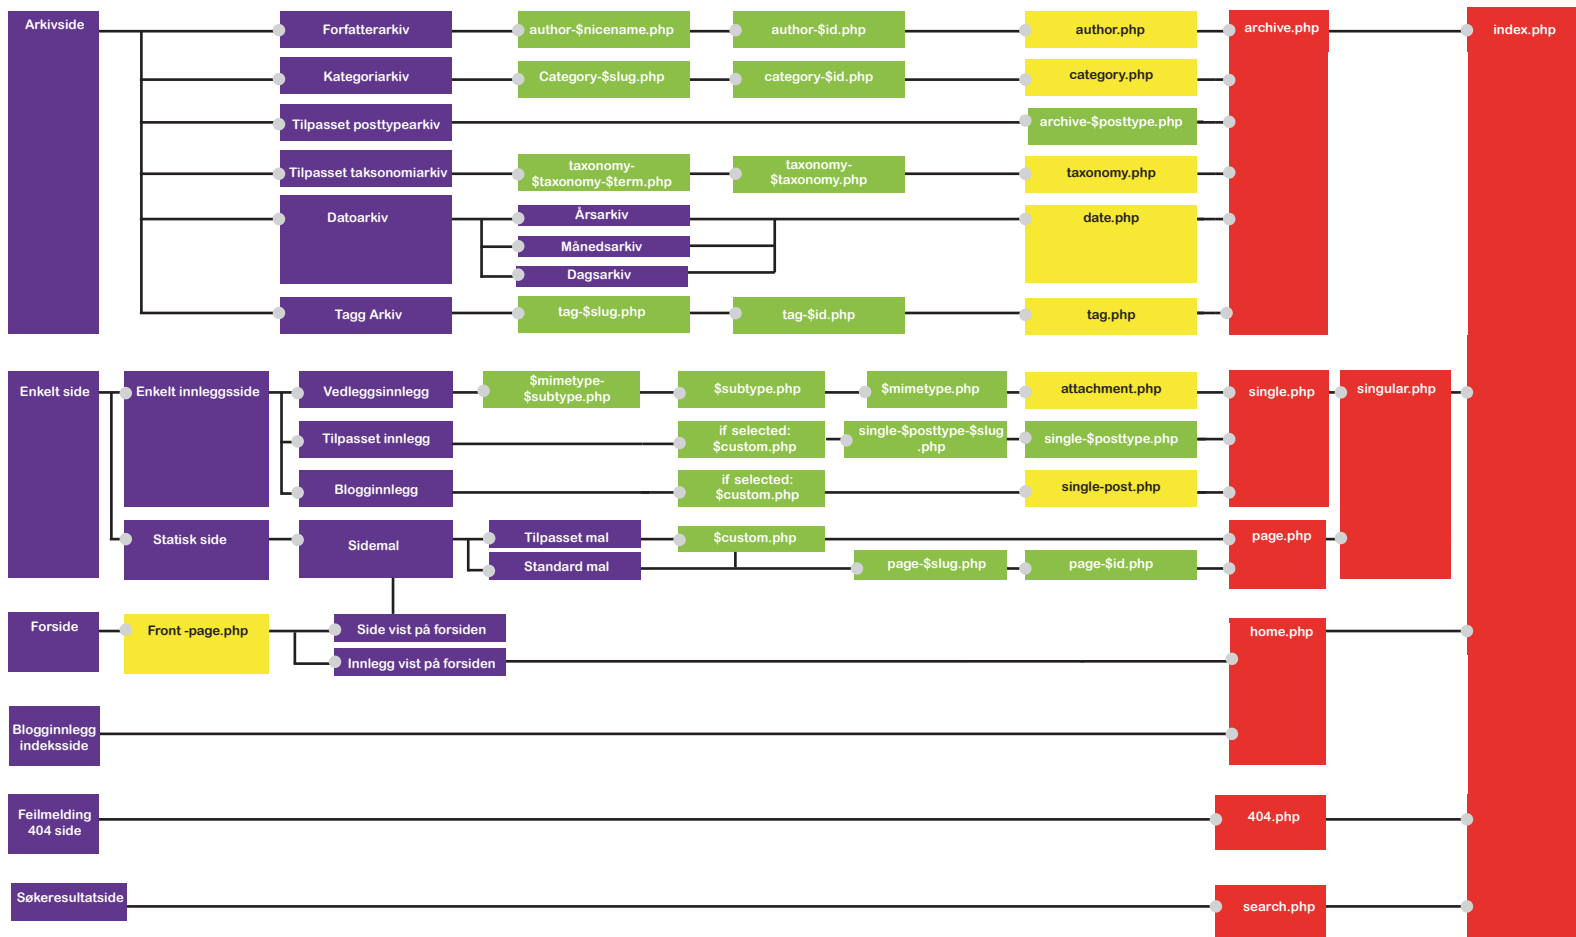 Arkivside
Forfatterarkiv
author-$nicename.php
author-$id.php
author.php
archive.php
index.php
Kategoriarkiv
Category-$slug.php
category-$id.php
category.php
Tilpasset posttypearkiv
archive-$posttype.php
Tilpasset taksonomiarkiv
taxonomy-
$taxonomy-$term.php
taxonomy-
$taxonomy.php
taxonomy.php
Datoarkiv
Årsarkiv
Månedsarkiv
Dagsarkiv
date.php
Tagg Arkiv
tag-$slug.php
tag-$id.php
tag.php
Enkelt side
Enkelt innleggsside
Vedleggsinnlegg
$mimetype-
$subtype.php
$subtype.php
$mimetype.php
attachment.php
single.php
singular.php
Tilpasset innlegg
if selected:
$custom.php
single-$posttype-$slug
.php
single-$posttype.php
Blogginnlegg
if selected:
$custom.php
single-post.php
Statisk side
Sidemal
Tilpasset mal
$custom.php
page.php
Standard mal
page-$slug.php
page-$id.php
Forside
Front -page.php
Side vist på forsiden
Innlegg vist på forsiden
home.php
Blogginnlegg
indeksside
Feilmelding
404 side
404.php
Søkeresultatside
search.php